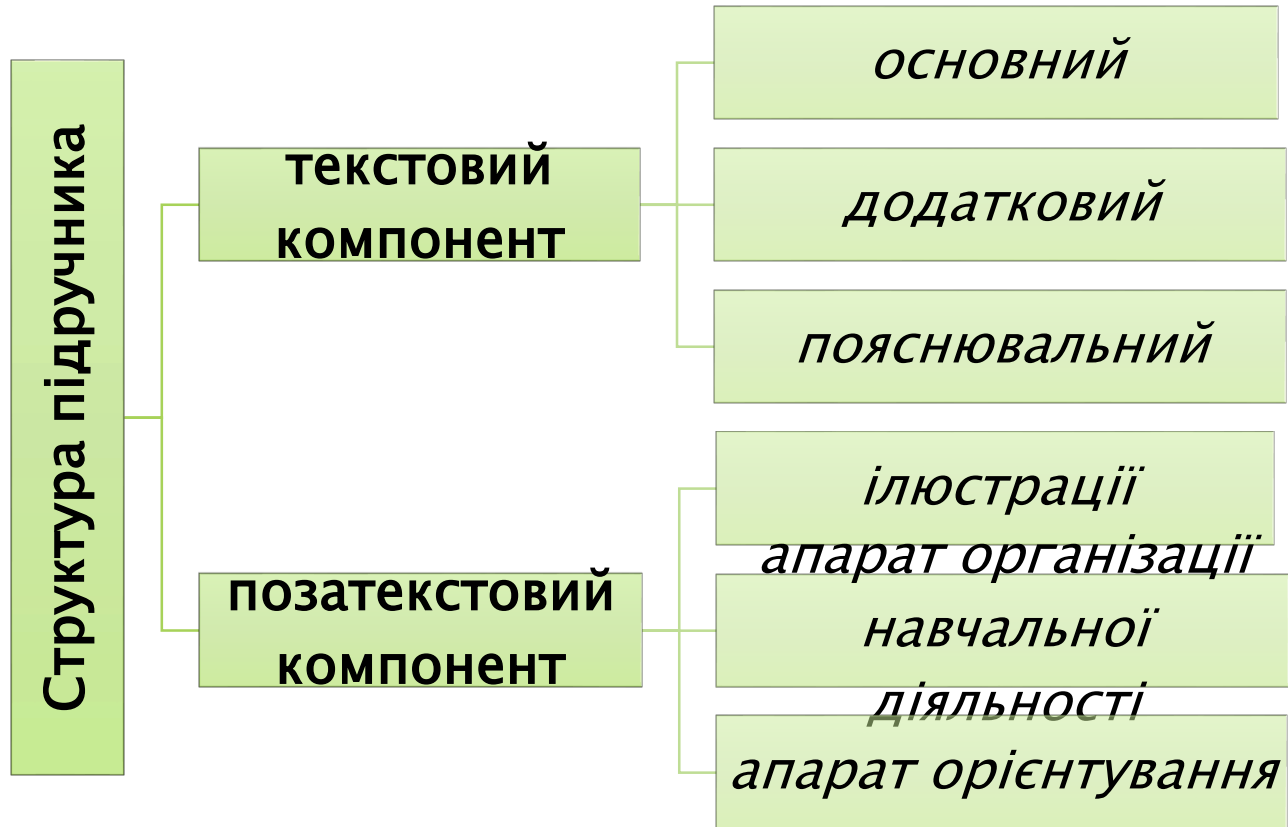 Структура підручника
текстовий
компонент
основний
додатковий
пояснювальний
позатекстовий
компонент
ілюстрації
апарат організації
навчальної
діяльності
апарат орієнтування